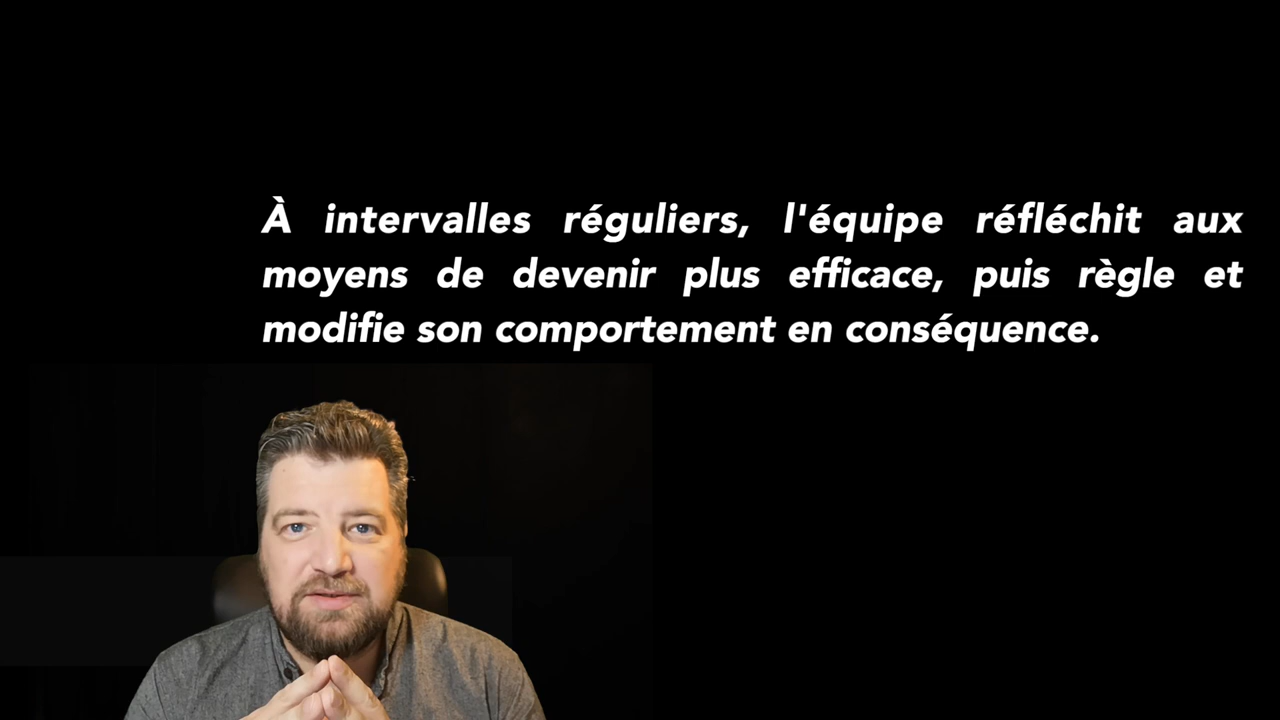 À intervalles réguliers, l'équipe réfléchit aux
moyens de devenir plus efficace, puis règle et
modifie son comportement en conséquence.